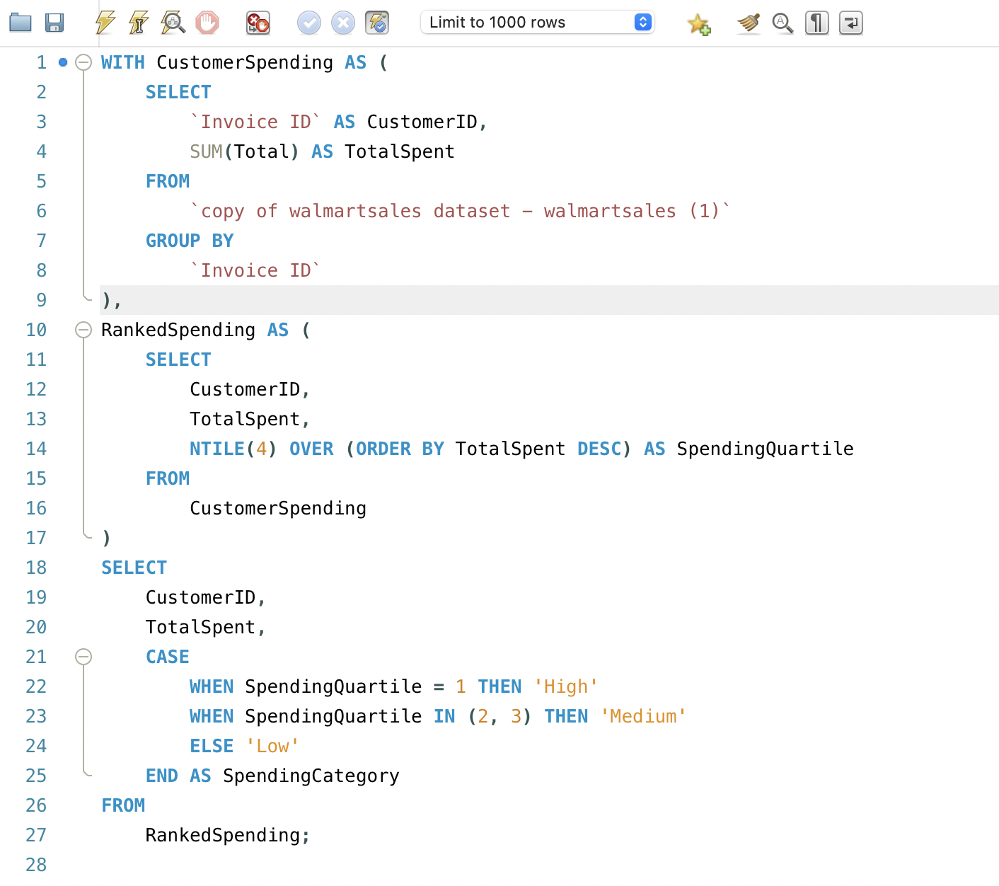 Limit to 1000 rows
1 WITH CustomerSpending AS (
2     SELECT
3         `Invoice ID` AS CustomerID,
4         SUM(Total) AS TotalSpent
5     FROM
6         `copy of walmartsales dataset - walmartsales (1)`
7     GROUP BY
8         `Invoice ID`
9 ),
10 RankedSpending AS (
11     SELECT
12         CustomerID,
13         TotalSpent,
14         NTILE(4) OVER (ORDER BY TotalSpent DESC) AS SpendingQuartile
15     FROM
16         CustomerSpending
17 )
18 SELECT
19     CustomerID,
20     TotalSpent,
21     CASE
22         WHEN SpendingQuartile = 1 THEN 'High'
23         WHEN SpendingQuartile IN (2, 3) THEN 'Medium'
24         ELSE 'Low'
25     END AS SpendingCategory
26 FROM
27     RankedSpending;
28